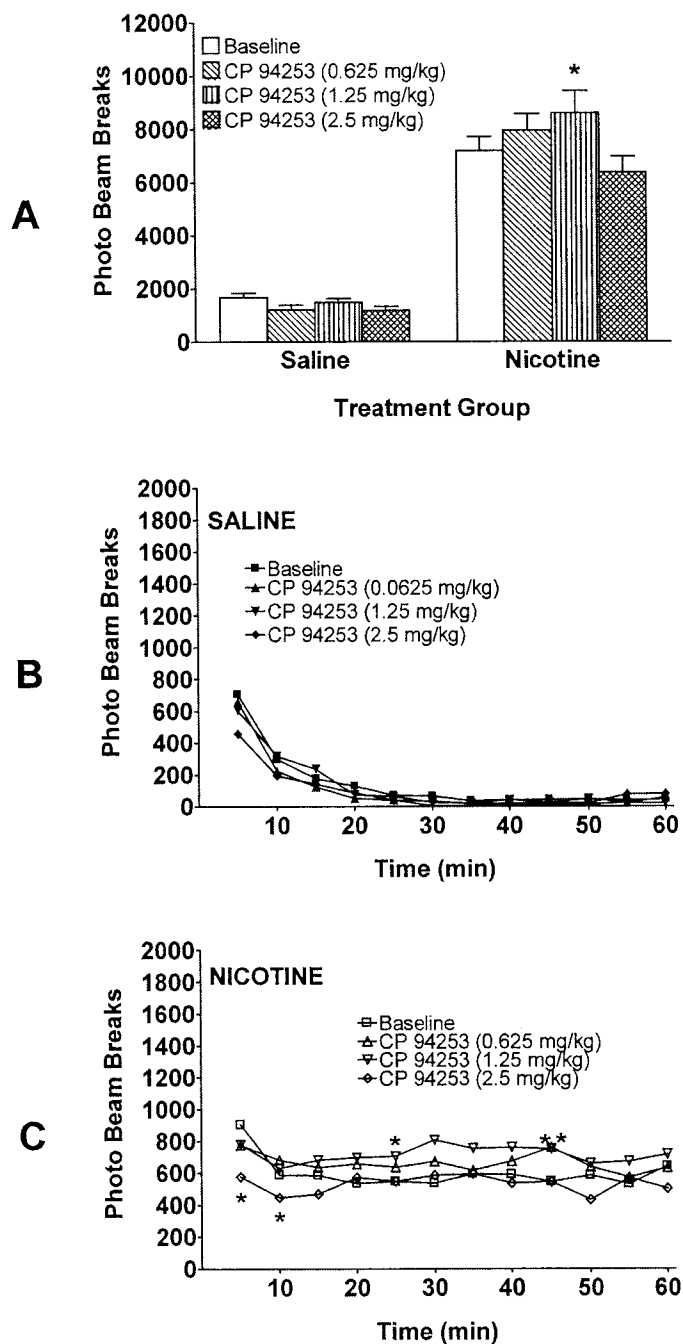 A
Photo Beam Breaks
12000
10000
8000
6000
4000
2000
0
Baseline
CP 94253 (0.625 mg/kg)
CP 94253 (1.25 mg/kg)
CP 94253 (2.5 mg/kg)
*
Saline
Nicotine
Treatment Group
B
Photo Beam Breaks
2000
1800
1600
1400
1200
1000
800
600
400
200
0
SALINE
Baseline
CP 94253 (0.0625 mg/kg)
CP 94253 (1.25 mg/kg)
CP 94253 (2.5 mg/kg)
10 20 30 40 50 60
Time (min)
C
Photo Beam Breaks
2000
1800
1600
1400
1200
1000
800
600
400
200
0
NICOTINE
Baseline
CP 94253 (0.625 mg/kg)
CP 94253 (1.25 mg/kg)
CP 94253 (2.5 mg/kg)
* * *
* *
10 20 30 40 50 60
Time (min)